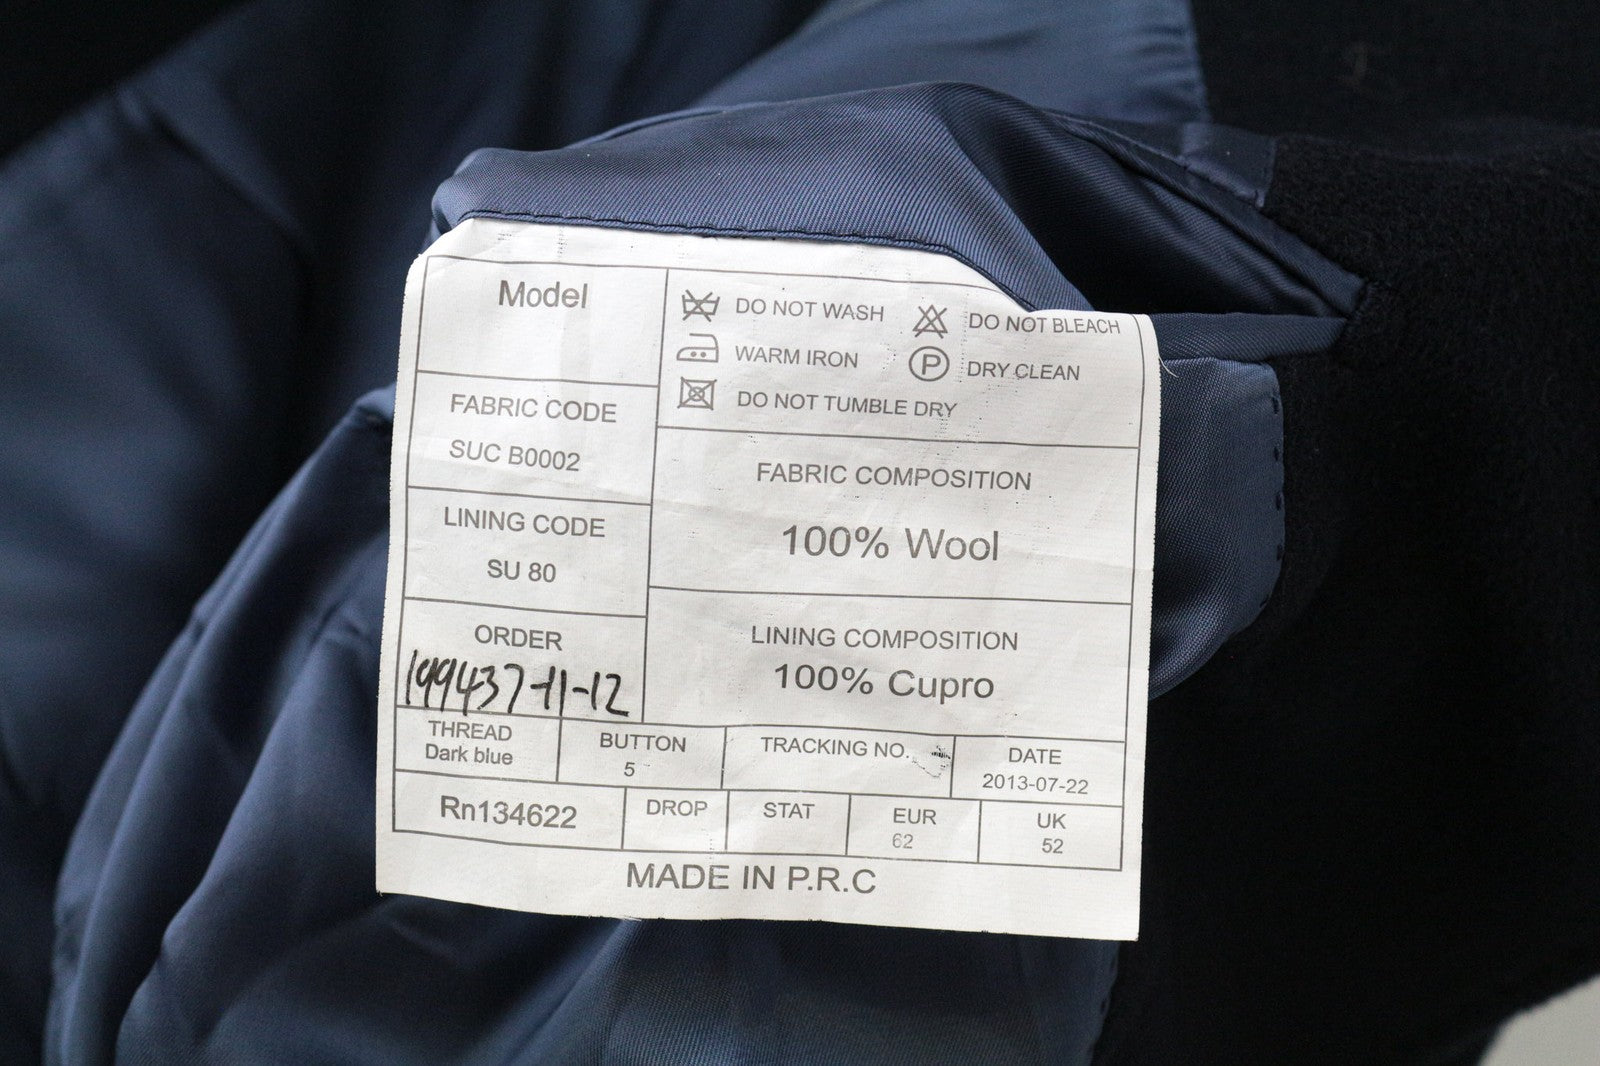 Model
DO NOT WASH
DO NOT BLEACH
WARM IRON
P
DRY CLEAN
DO NOT TUMBLE DRY
FABRIC CODE
SUC B0002
FABRIC COMPOSITION
100% Wool
LINING CODE
SU 80
LINING COMPOSITION
100% Cupro
ORDER
199437-11-12
THREAD
Dark blue
BUTTON
5
TRACKING NO.
DATE
2013-07-22
Rn134622
DROP
STAT
EUR
62
UK
52
MADE IN P.R.C